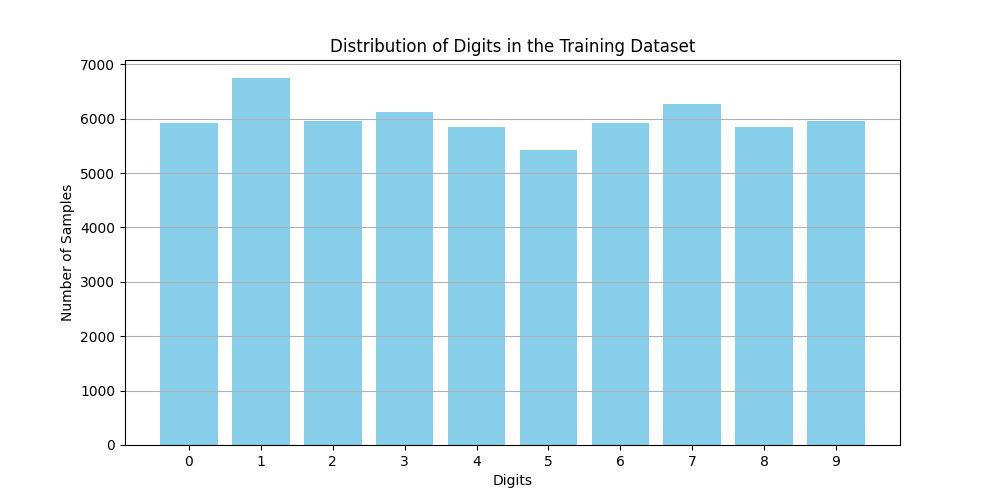 Distribution of Digits in the Training Dataset
Number of Samples
7000
6000
5000
4000
3000
2000
1000
0
0 1 2 3 4 5 6 7 8 9
Digits